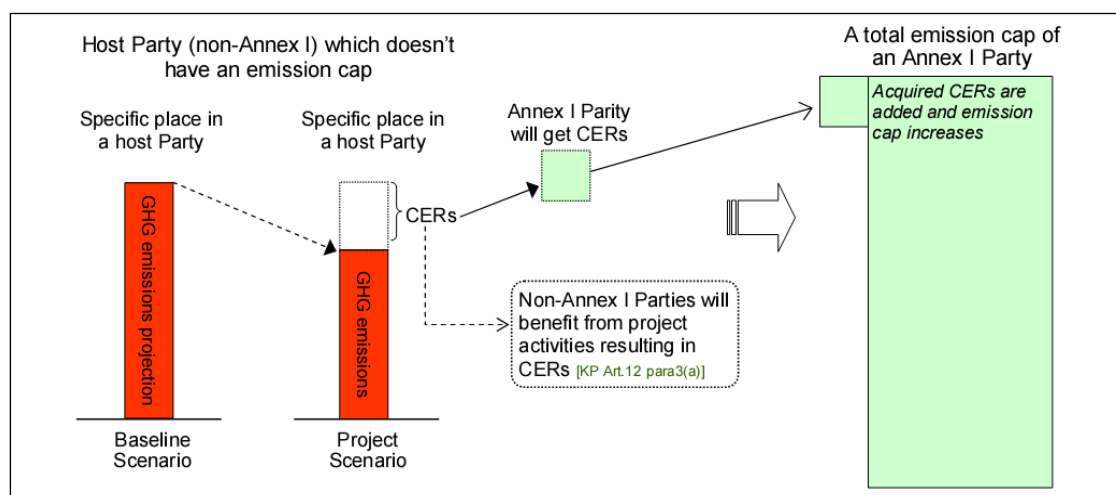 Host Party (non-Annex I) which doesn't
have an emission cap
A total emission cap of
an Annex I Party
Specific place in
a host Party
Specific place in
a host Party
Annex I Parity
will get CERs
Acquired CERs are
added and emission
cap increases
GHG emissions projection
GHG emissions
CERs
Non-Annex I Parties will
benefit from project
activities resulting in
CERs [KP Art.12 para3(a)]
Baseline
Scenario
Project
Scenario